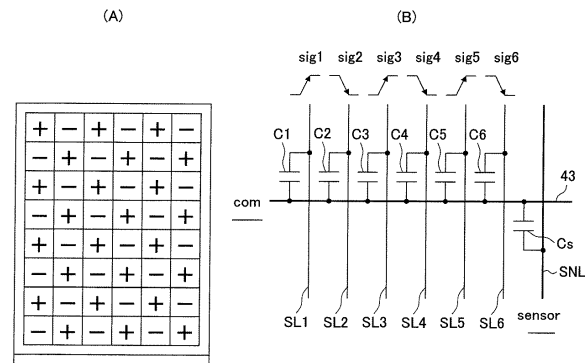 (A)
(B)
sig1 sig2 sig3 sig4 sig5 sig6
+ − + − + −
− + − + − +
+ − + − + −
− + − + − +
+ − + − + −
− + − + − +
+ − + − + −
− + − + − +
C1 C2 C3 C4 C5 C6
com
43
Cs
SNL
SL1 SL2 SL3 SL4 SL5 SL6
sensor